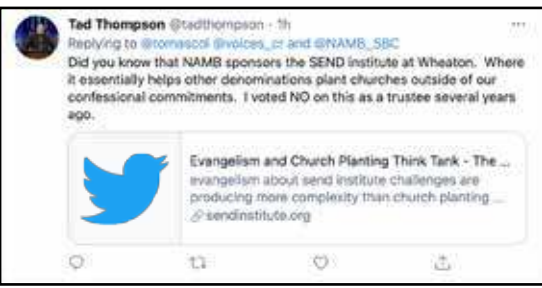 Tad Thompson @tadthompson · 1h
Replying to @tomascol @voices_cr and @NAMB_SBC
Did you know that NAMB sponsors the SEND institute at Wheaton. Where
it essentially helps other denominations plant churches outside of our
confessional commitments. I voted NO on this as a trustee several years
ago.
Evangelism and Church Planting Think Tank - The ...
evangelism about send institute challenges are
producing more complexity than church planting ...
sendinstitute.org